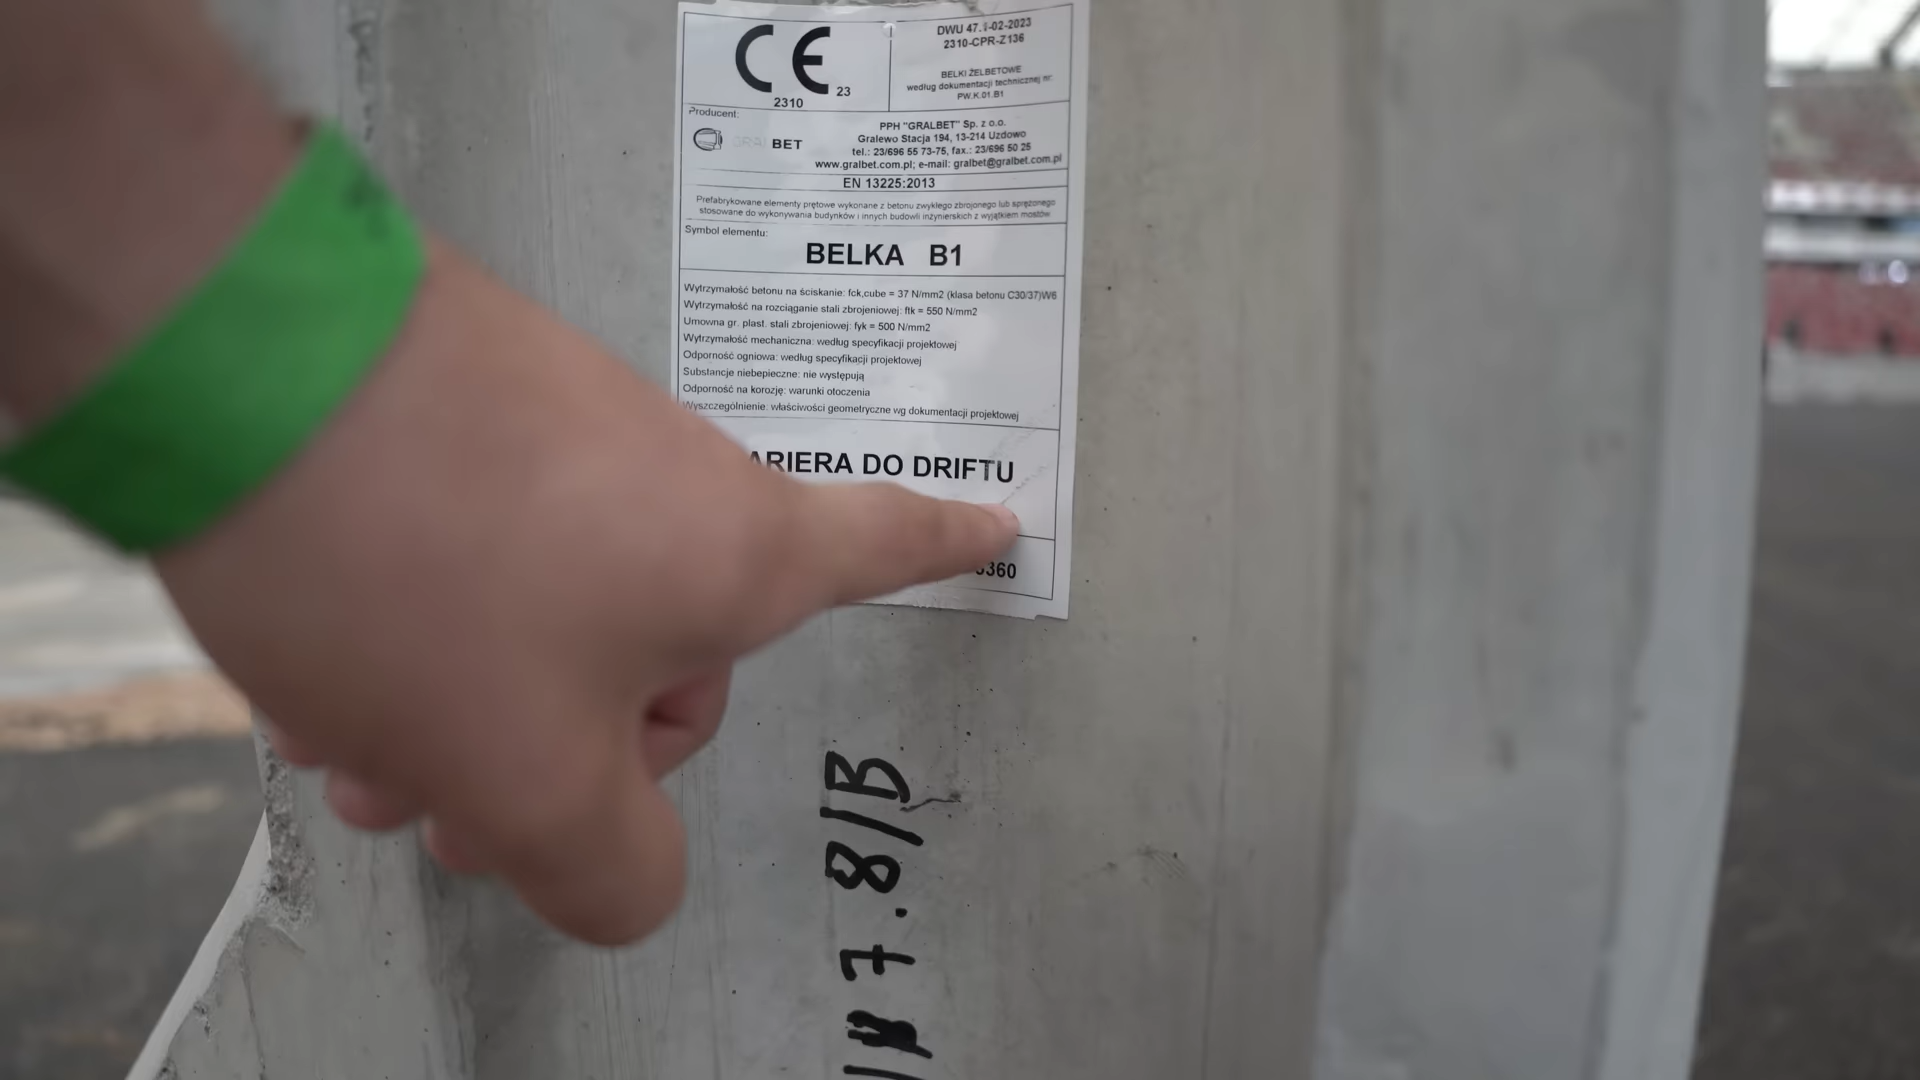 CE
23
2310
DWU 47. -02-2023
2310-CPR-Z136
BELKI ŻELBETOWE
według dokumentacji technicznej nr:
PW.K.01.B1
Producent:
GRALBET
PPH "GRALBET" Sp. z o.o.
Gralewo Stacja 194, 13-214 Uzdowo
tel.: 23/696 55 73-75, fax.: 23/696 50 25
www.gralbet.com.pl; e-mail: gralbet@gralbet.com.pl
EN 13225:2013
Prefabrykowane elementy prętowe wykonane z betonu zwykłego zbrojonego lub sprężonego
stosowane do wykonywania budynków i innych budowli inżynierskich z wyjątkiem mostów
Symbol elementu:
BELKA B1
Wytrzymałość betonu na ściskanie: fck,cube = 37 N/mm2 (klasa betonu C30/37)W6
Wytrzymałość na rozciąganie stali zbrojeniowej: ftk = 550 N/mm2
Umowna gr. plast. stali zbrojeniowej: fyk = 500 N/mm2
Wytrzymałość mechaniczna: według specyfikacji projektowej
Odporność ogniowa: według specyfikacji projektowej
Substancje niebepieczne: nie występują
Odporność na korozję: warunki otoczenia
Wyszczególnienie: właściwości geometryczne wg dokumentacji projektowej
ARIERA DO DRIFTU
360
7.8/B